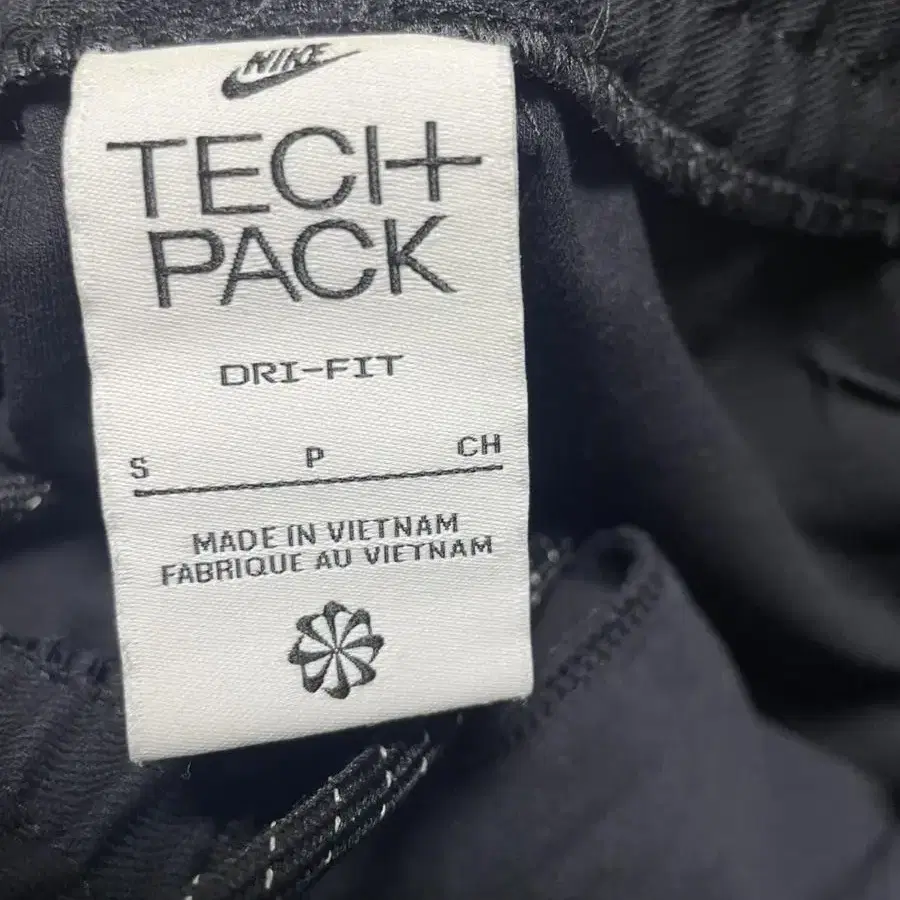 NIKE
TECH
PACK
DRI-FIT
S P CH
MADE IN VIETNAM
FABRIQUE AU VIETNAM